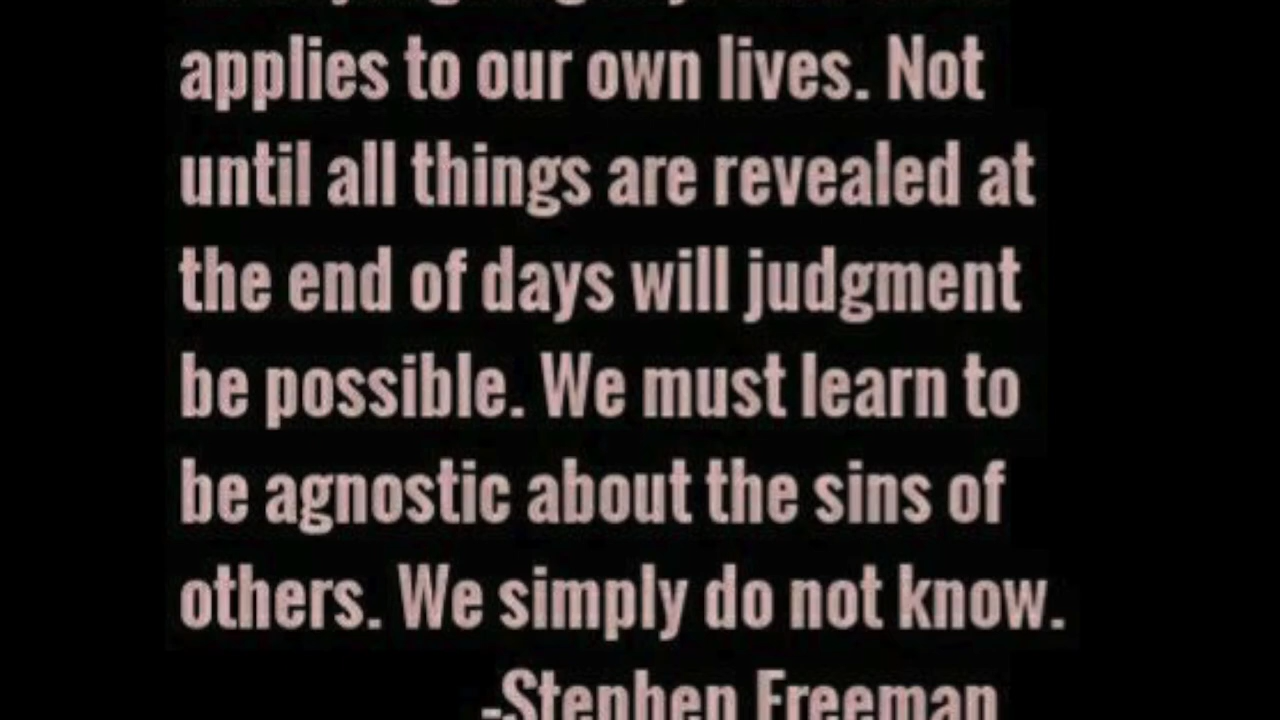 applies to our own lives. Not
until all things are revealed at
the end of days will judgment
be possible. We must learn to
be agnostic about the sins of
others. We simply do not know.
-Stephen Freeman